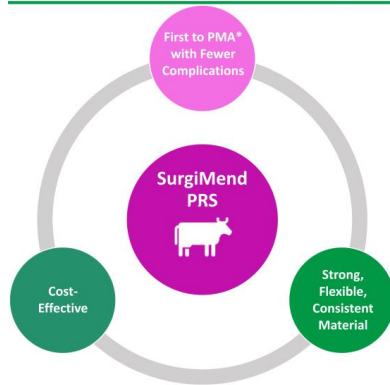 First to PMA*
with Fewer
Complications
SurgiMend
PRS
Cost-
Effective
Strong,
Flexible,
Consistent
Material